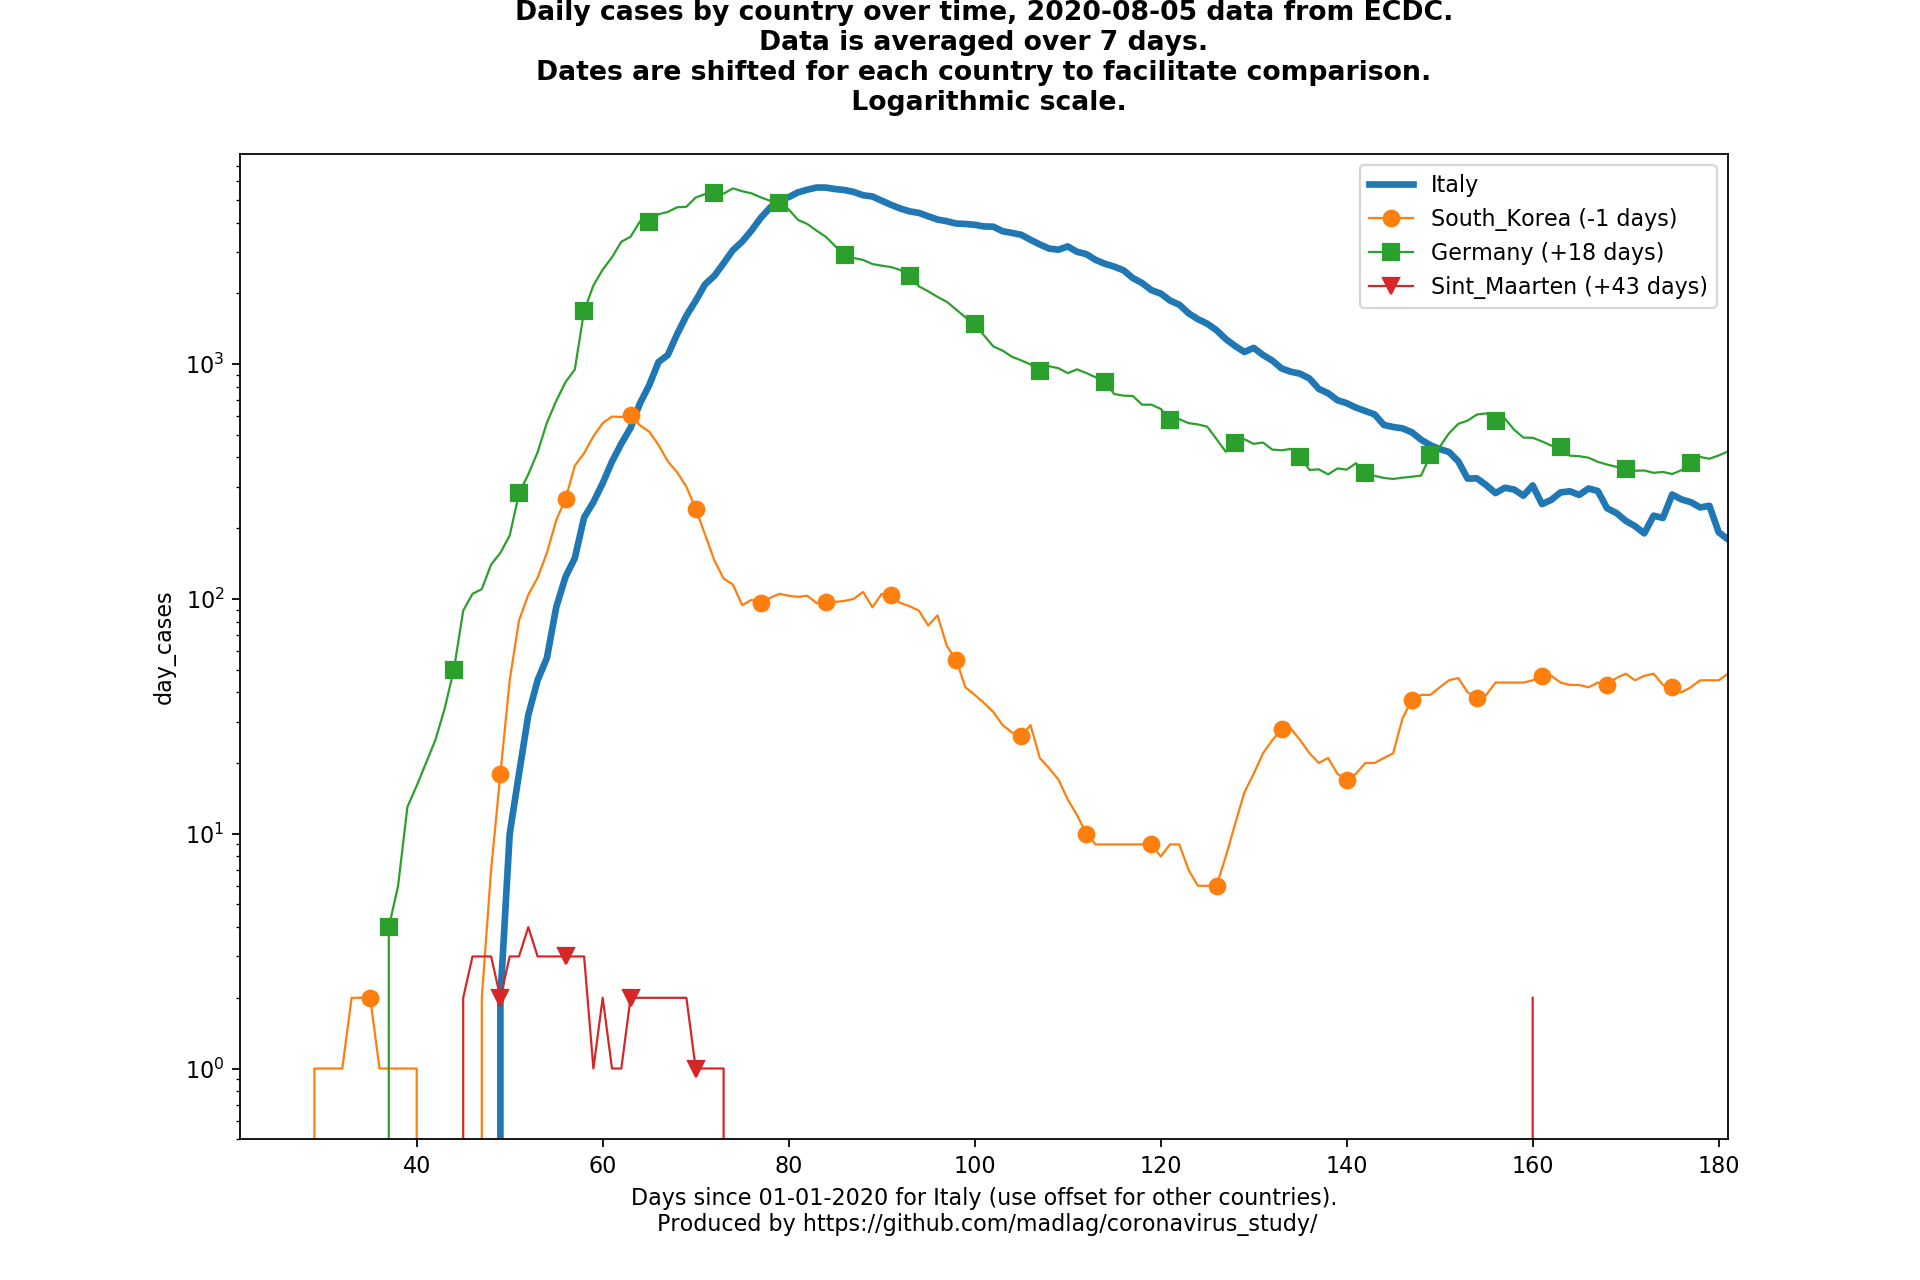 Daily cases by country over time, 2020-08-05 data from ECDC.
Data is averaged over 7 days.
Dates are shifted for each country to facilitate comparison.
Logarithmic scale.
Italy
South_Korea (-1 days)
Germany (+18 days)
Sint_Maarten (+43 days)
10³
10²
10¹
10⁰
day_cases
40 60 80 100 120 140 160 180
Days since 01-01-2020 for Italy (use offset for other countries).
Produced by https://github.com/madlag/coronavirus_study/